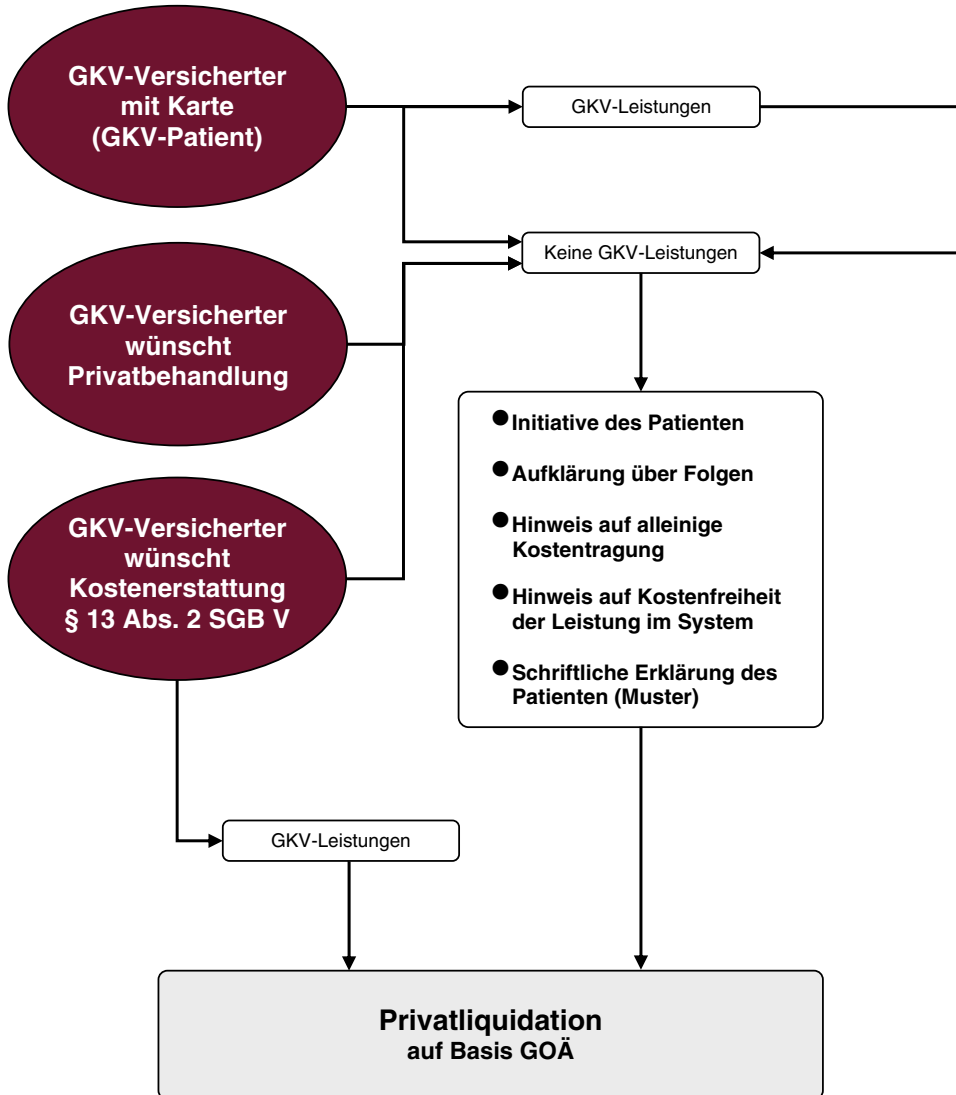 GKV-Versicherter
mit Karte
(GKV-Patient)
GKV-Leistungen
Keine GKV-Leistungen
GKV-Versicherter
wünscht
Privatbehandlung
● Initiative des Patienten
● Aufklärung über Folgen
● Hinweis auf alleinige
Kostentragung
● Hinweis auf Kostenfreiheit
der Leistung im System
● Schriftliche Erklärung des
Patienten (Muster)
GKV-Versicherter
wünscht
Kostenerstattung
§ 13 Abs. 2 SGB V
GKV-Leistungen
Privatliquidation
auf Basis GOÄ